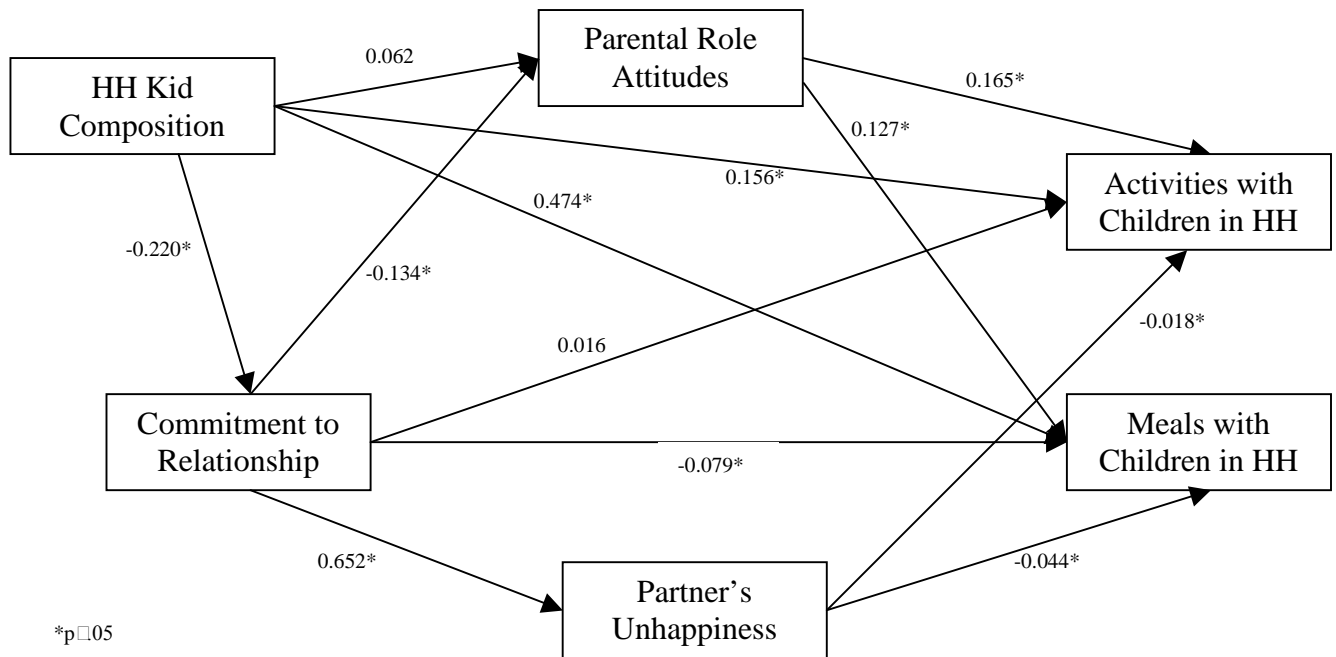 Parental Role
Attitudes
0.062
HH Kid
Composition
0.165*
0.127*
0.156*
Activities with
Children in HH
0.474*
-0.220*
-0.134*
-0.018*
0.016
Commitment to
Relationship
Meals with
Children in HH
-0.079*
0.652*
-0.044*
Partner’s
Unhappiness
*p□.05